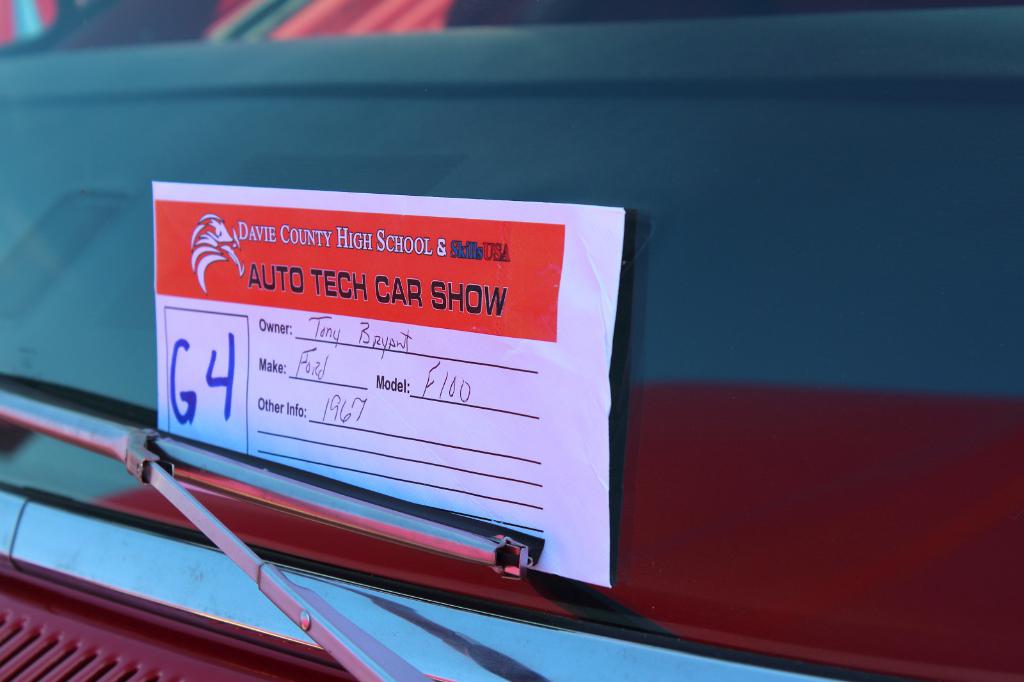 DAVIE COUNTY HIGH SCHOOL & SkillsUSA
AUTO TECH CAR SHOW
G4
Owner: Tony Bryant
Make: Ford Model: F100
Other Info: 1967